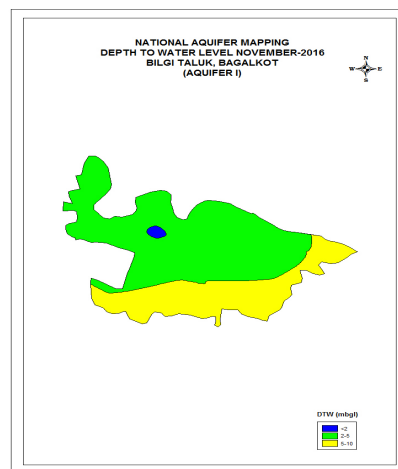 NATIONAL AQUIFER MAPPING
DEPTH TO WATER LEVEL NOVEMBER-2016
BILGI TALUK, BAGALKOT
(AQUIFER I)
N
W E
S
DTW (mbgl)
<2
2-5
5-10